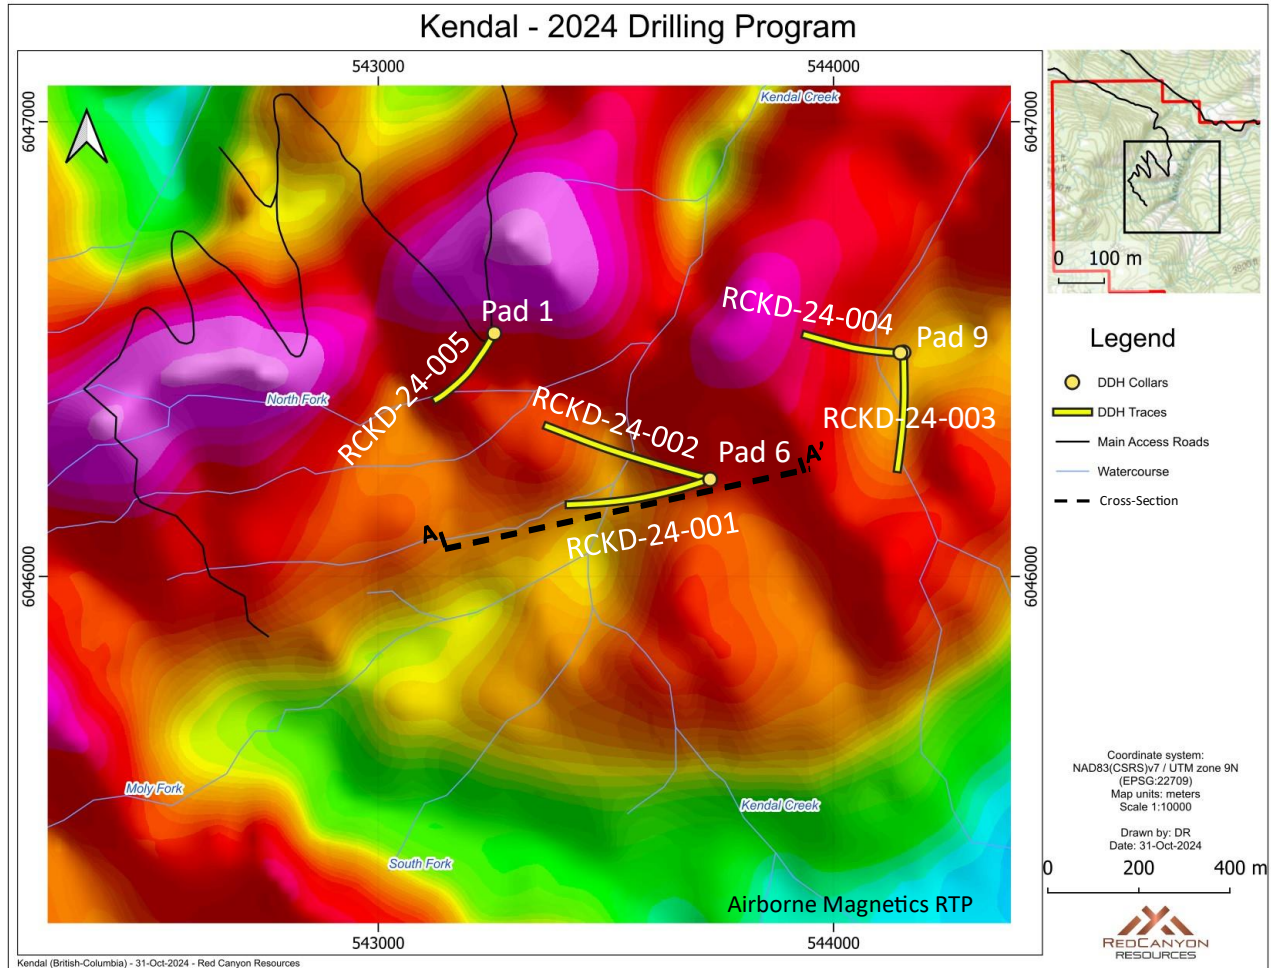 Kendal - 2024 Drilling Program
543000
544000
6047000
6047000
Kendal Creek
0 100 m
Pad 1
RCKD-24-004
Pad 9
RCKD-24-005
North Fork
RCKD-24-002
RCKD-24-003
Pad 6
A'
A
RCKD-24-001
6046000
6046000
Moly Fork
Kendal Creek
South Fork
Airborne Magnetics RTP
543000
544000
Legend
DDH Collars
DDH Traces
Main Access Roads
Watercourse
Cross-Section
Coordinate system:
NAD83(CSRS)v7 / UTM zone 9N
(EPSG:22709)
Map units: meters
Scale 1:10000
Drawn by: DR
Date: 31-Oct-2024
0 200 400 m
REDCANYON
RESOURCES
Kendal (British-Columbia) - 31-Oct-2024 - Red Canyon Resources